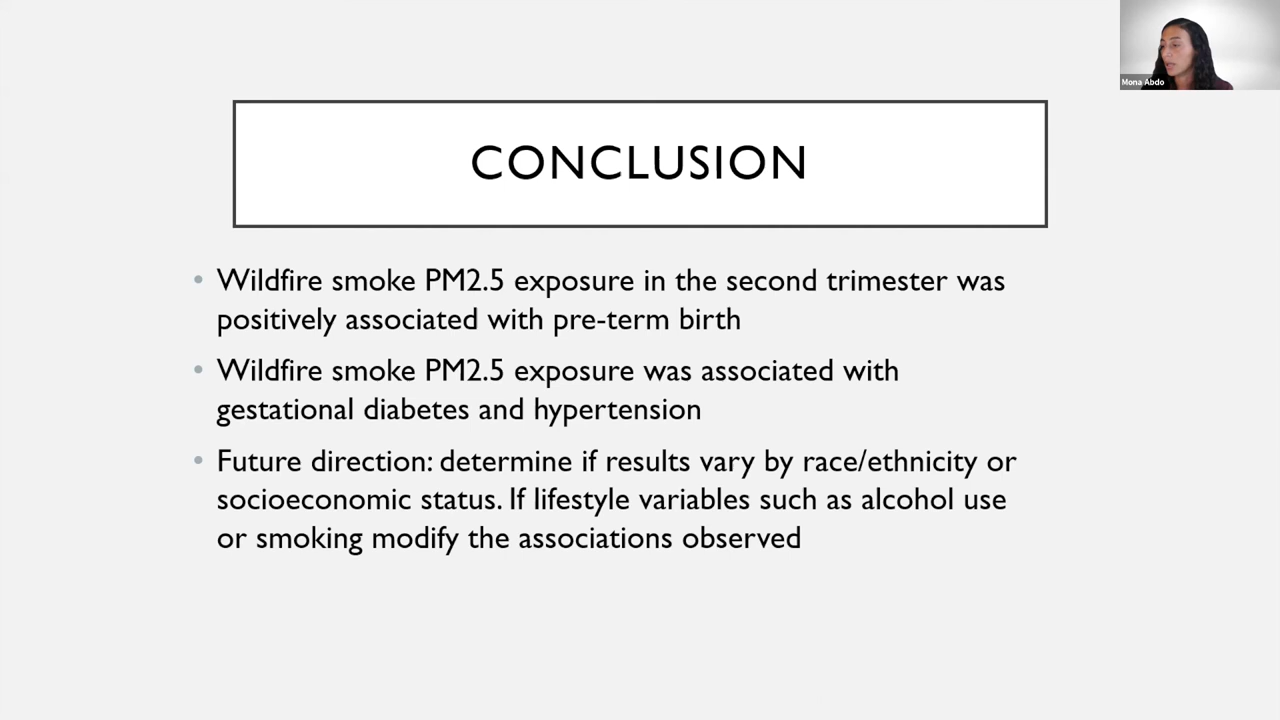 Mona Abdo
CONCLUSION
• Wildfire smoke PM2.5 exposure in the second trimester was
positively associated with pre-term birth
• Wildfire smoke PM2.5 exposure was associated with
gestational diabetes and hypertension
• Future direction: determine if results vary by race/ethnicity or
socioeconomic status. If lifestyle variables such as alcohol use
or smoking modify the associations observed